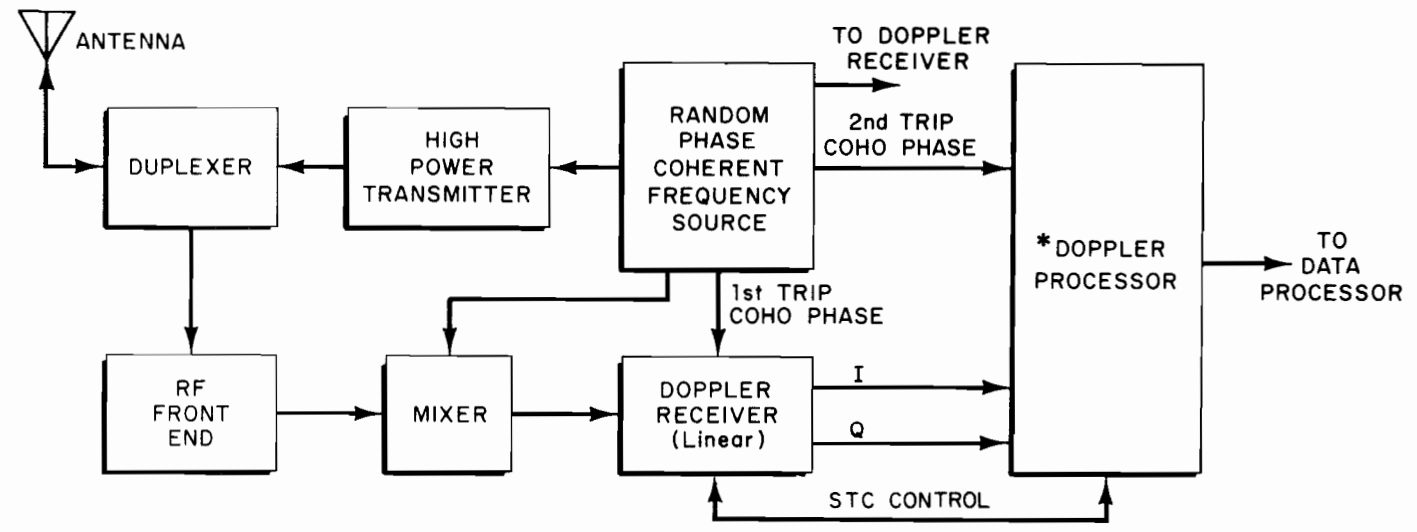 ANTENNA
TO DOPPLER
RECEIVER
RANDOM
PHASE
COHERENT
FREQUENCY
SOURCE
2nd TRIP
COHO PHASE
HIGH
POWER
TRANSMITTER
DUPLEXER
*DOPPLER
PROCESSOR
TO
DATA
PROCESSOR
1st TRIP
COHO PHASE
RF
FRONT
END
MIXER
DOPPLER
RECEIVER
(Linear)
I
Q
STC CONTROL